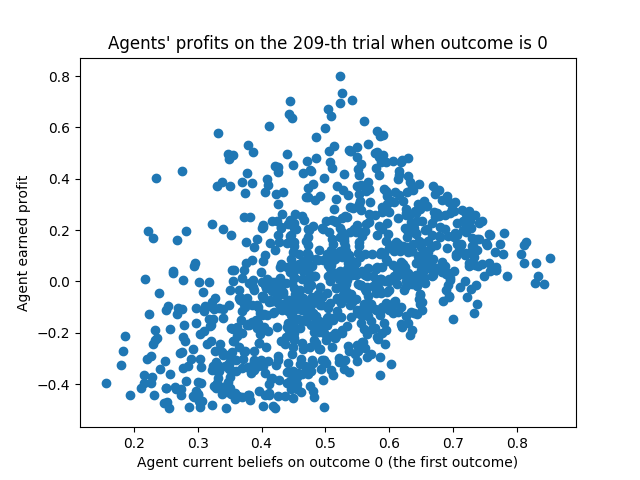 Agents' profits on the 209-th trial when outcome is 0
Agent earned profit
0.8
0.6
0.4
0.2
0.0
−0.2
−0.4
0.2 0.3 0.4 0.5 0.6 0.7 0.8
Agent current beliefs on outcome 0 (the first outcome)